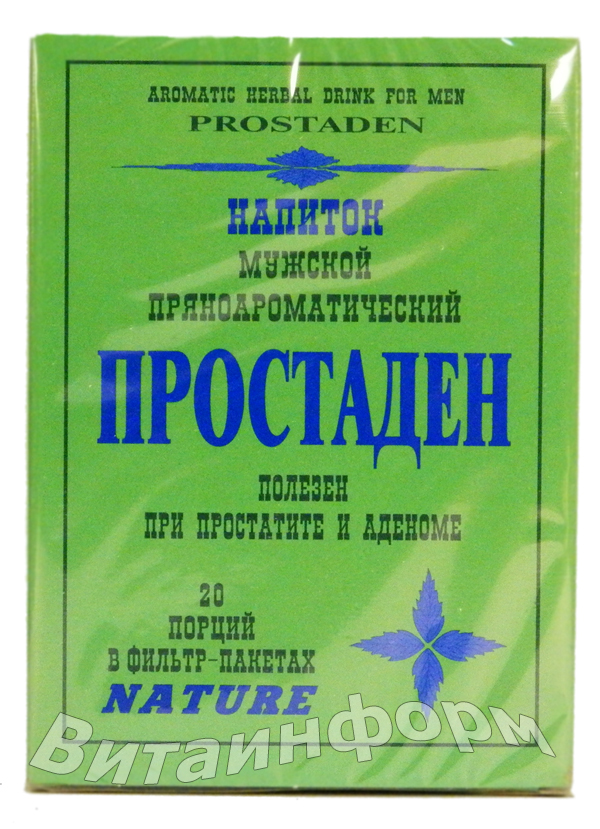 AROMATIC HERBAL DRINK FOR MEN
PROSTADEN
НАПИТОК
МУЖСКОЙ
ПРЯНОАРОМАТИЧЕСКИЙ
ПРОСТАДЕН
ПОЛЕЗЕН
ПРИ ПРОСТАТИТЕ И АДЕНОМЕ
20
ПОРЦИЙ
В ФИЛЬТР-ПАКЕТАХ
NATURE
Витаинформ